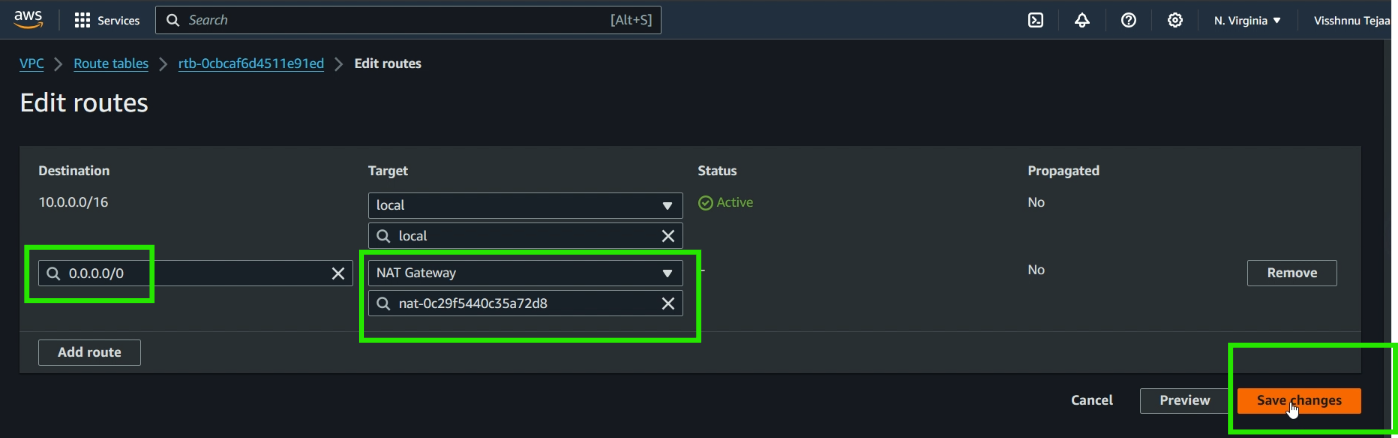 aws Services Search [Alt+S] N. Virginia Visshnnu Tejaa
VPC Route tables rtb-0cbcaf6d4511e91ed Edit routes
Edit routes
Destination Target Status Propagated
10.0.0.0/16 local Active No
local
0.0.0.0/0 NAT Gateway - No Remove
nat-0c29f5440c35a72d8
Add route
Cancel Preview Save changes